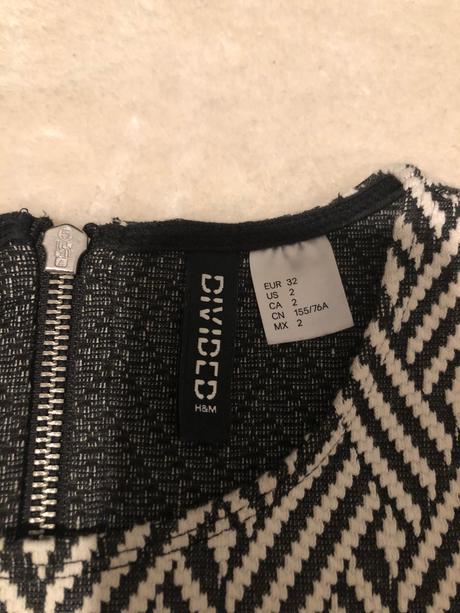 DIVIDED
H&M
EUR 32
US 2
CA 2
CN 155/76A
MX 2